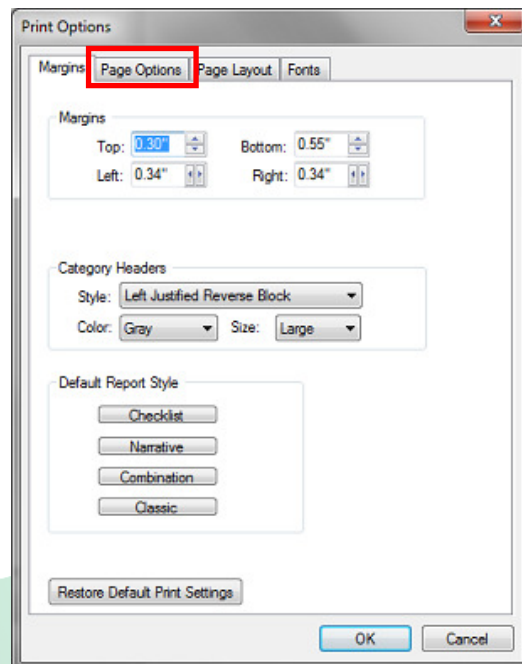 Print Options
Margins Page Options Page Layout Fonts
Margins
Top: 0.30" Bottom: 0.55"
Left: 0.34" Right: 0.34"
Category Headers
Style: Left Justified Reverse Block
Color: Gray Size: Large
Default Report Style
Checklist
Narrative
Combination
Classic
Restore Default Print Settings
OK Cancel